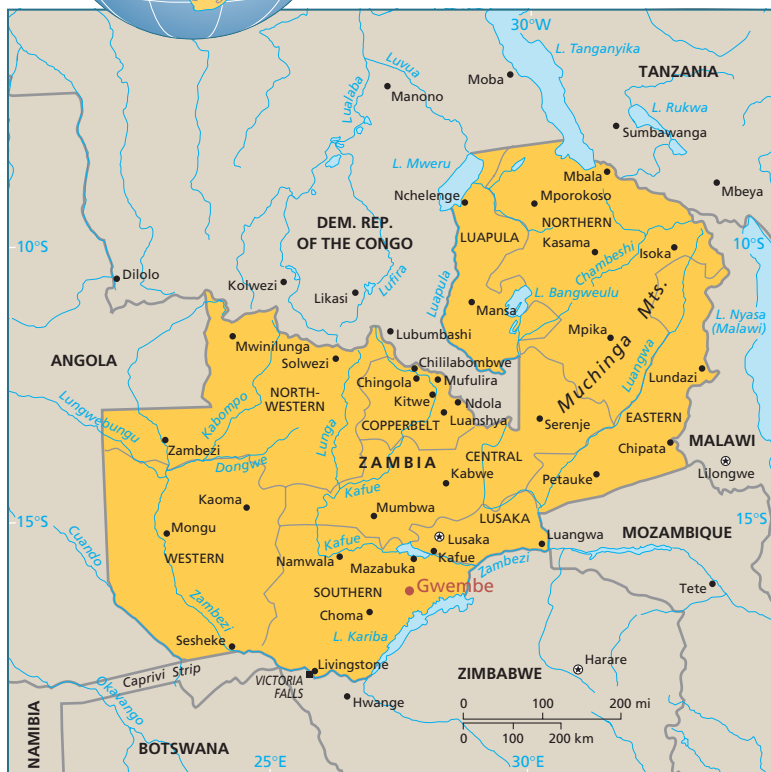 30°W
L. Tanganyika
TANZANIA
Luvua
Moba
Manono
Lualaba
L. Rukwa
Sumbawanga
L. Mweru
Mbala
Mbeya
Nchelenge
Mporokoso
DEM. REP.
OF THE CONGO
LUAPULA
NORTHERN
Kasama
Chambeshi
Isoka
10°S
10°S
Dilolo
Kolwezi
Likasi
Lufira
Luapula
L. Bangweulu
Mansa
Muchinga Mts.
L. Nyasa
(Malawi)
Lubumbashi
Mpika
Mwinilunga
Solwezi
Chililabombwe
ANGOLA
Chingola
Mufulira
Luangwa
Lundazi
NORTH-
WESTERN
Kitwe
Ndola
Lungwebungu
Kabompo
Lunga
COPPERBELT
Luanshya
Serenje
EASTERN
Zambezi
Dongwe
ZAMBIA
CENTRAL
Chipata
MALAWI
Lilongwe
Kabwe
Petauke
Kafue
Kaoma
Mumbwa
LUSAKA
15°S
15°S
Mongu
Cuando
WESTERN
Kafue
Lusaka
Luangwa
MOZAMBIQUE
Namwala
Kafue
Mazabuka
Zambezi
Tete
Gwembe
SOUTHERN
Zambezi
Choma
L. Kariba
Sesheke
Caprivi Strip
Livingstone
VICTORIA
FALLS
ZIMBABWE
Harare
Okavango
Hwange
NAMIBIA
BOTSWANA
0 100 200 mi
0 100 200 km
25°E
30°E